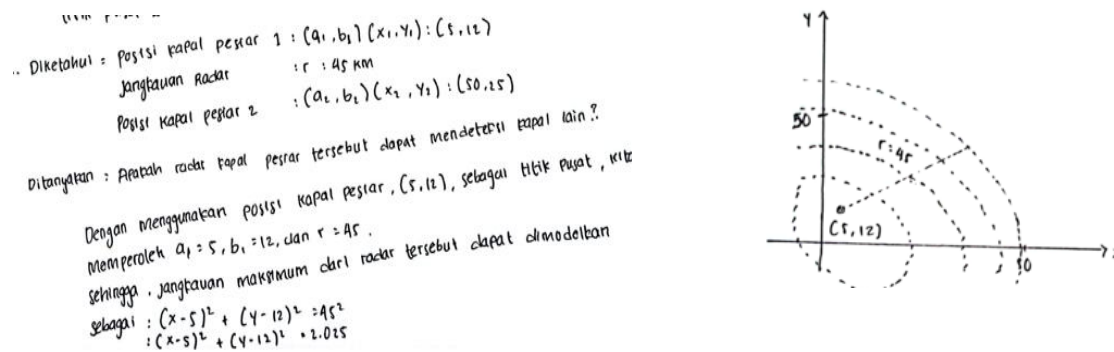 Diketahui : Posisi kapal pesiar 1 : (a₁, b₁) (x₁, y₁) : (5, 12)
Jangkauan Radar : r : 45 km
Posisi kapal pesiar 2 : (a₂, b₂) (x₂, y₂) : (50, 25)
Ditanyakan : Apakah radar kapal pesiar tersebut dapat mendeteksi kapal lain?
Dengan menggunakan posisi kapal pesiar, (5, 12), sebagai titik pusat, kita
Memperoleh a₁ = 5, b₁ = 12, dan r = 45.
sehingga, jangkauan maksimum dari radar tersebut dapat dimodelkan
sebagai : (x-5)² + (y-12)² = 45²
: (x-5)² + (y-12)² = 2.025
Y
50
r = 45
(5, 12)
50